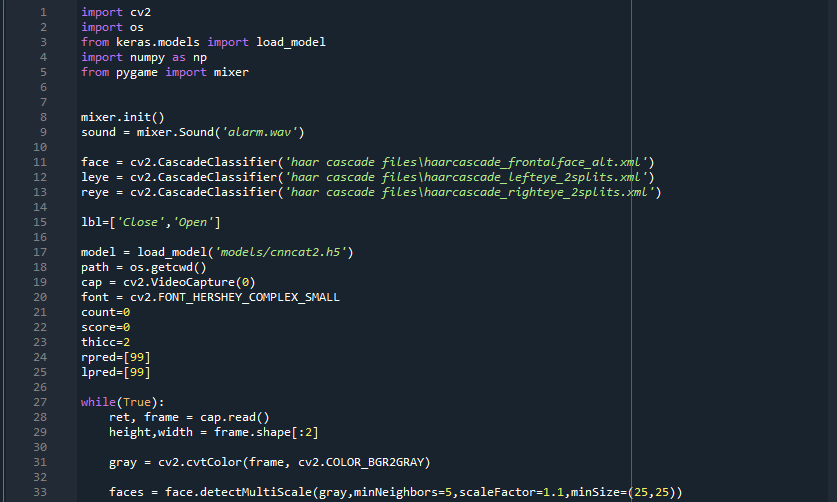 1 import cv2
2 import os
3 from keras.models import load_model
4 import numpy as np
5 from pygame import mixer
6
7
8 mixer.init()
9 sound = mixer.Sound('alarm.wav')
10
11 face = cv2.CascadeClassifier('haar cascade files\haarcascade_frontalface_alt.xml')
12 leye = cv2.CascadeClassifier('haar cascade files\haarcascade_lefteye_2splits.xml')
13 reye = cv2.CascadeClassifier('haar cascade files\haarcascade_righteye_2splits.xml')
14
15 lbl=['Close','Open']
16
17 model = load_model('models/cnncat2.h5')
18 path = os.getcwd()
19 cap = cv2.VideoCapture(0)
20 font = cv2.FONT_HERSHEY_COMPLEX_SMALL
21 count=0
22 score=0
23 thicc=2
24 rpred=[99]
25 lpred=[99]
26
27 while(True):
28     ret, frame = cap.read()
29     height,width = frame.shape[:2]
30
31     gray = cv2.cvtColor(frame, cv2.COLOR_BGR2GRAY)
32
33     faces = face.detectMultiScale(gray,minNeighbors=5,scaleFactor=1.1,minSize=(25,25))